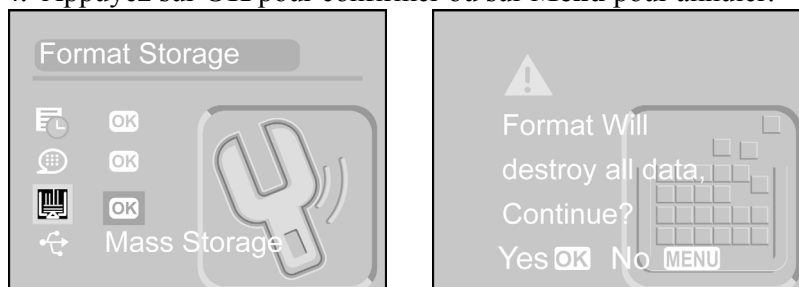 4. Appuyez sur OK pour confirmer ou sur Menu pour annuler.
Format Storage
OK
OK
OK
Mass Storage
Format Will
destroy all data,
Continue?
Yes OK No MENU